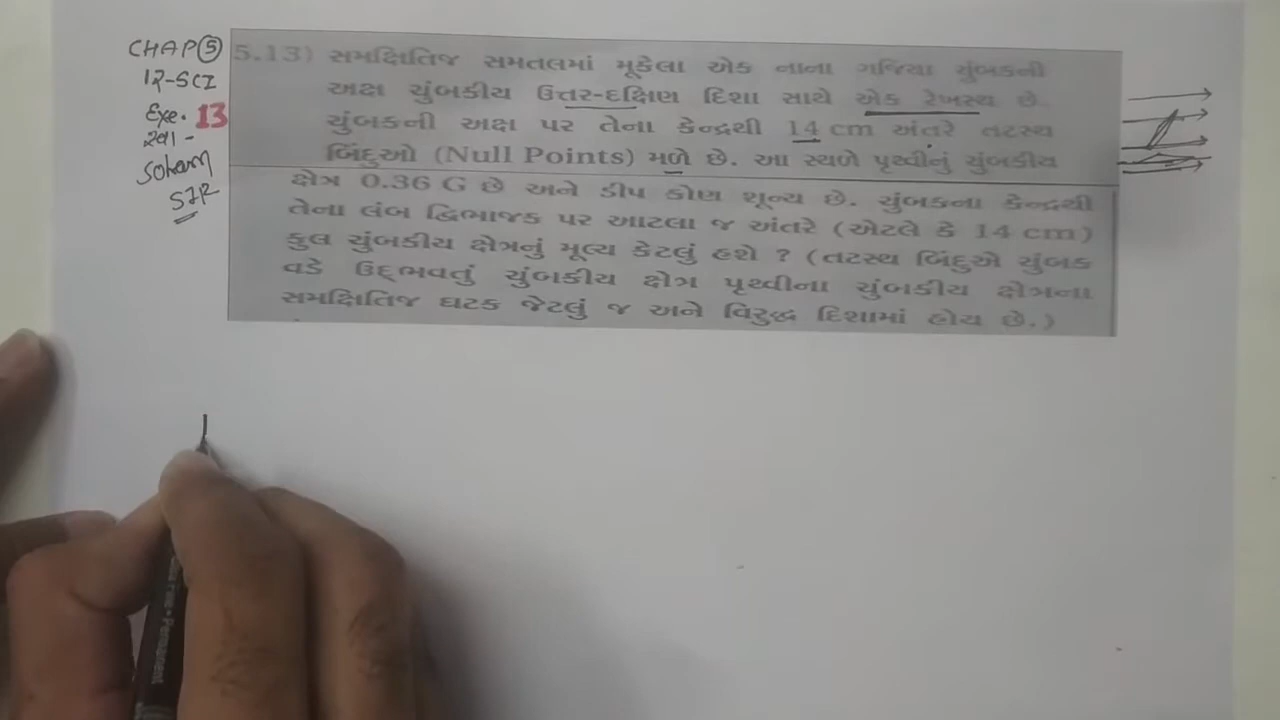 CHAP 5
12-SCI
Exe. 13
Soham
SIR
5.13) સમક્ષિતિજ સમતલમાં મૂકેલા એક નાના ગજિયા ચુંબકની
અક્ષ ચુંબકીય ઉત્તર-દક્ષિણ દિશા સાથે એક રેખસ્થ છે.
ચુંબકની અક્ષ પર તેના કેન્દ્રથી 14 cm અંતરે તટસ્થ
બિંદુઓ (Null Points) મળે છે. આ સ્થળે પૃથ્વીનું ચુંબકીય
ક્ષેત્ર 0.36 G છે અને ડીપ કોણ શૂન્ય છે. ચુંબકના કેન્દ્રથી
તેના લંબ દ્વિભાજક પર આટલા જ અંતરે (એટલે કે 14 cm)
કુલ ચુંબકીય ક્ષેત્રનું મૂલ્ય કેટલું હશે ? (તટસ્થ બિંદુએ ચુંબક
વડે ઉદ્ભવતું ચુંબકીય ક્ષેત્ર પૃથ્વીના ચુંબકીય ક્ષેત્રના
સમક્ષિતિજ ઘટક જેટલું જ અને વિરુદ્ધ દિશામાં હોય છે.)